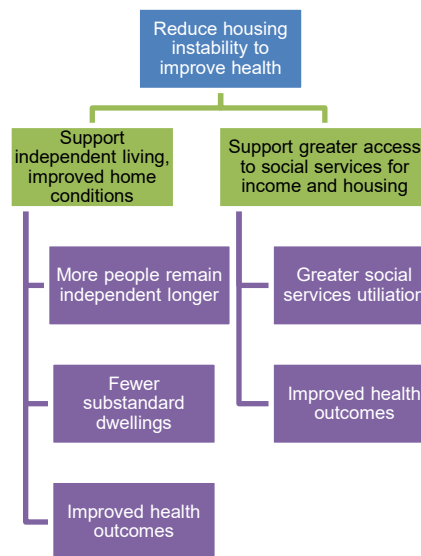 Reduce housing
instability to
improve health
Support
independent living,
improved home
conditions
Support greater access
to social services for
income and housing
More people remain
independent longer
Greater social
services utiliation
Fewer
substandard
dwellings
Improved health
outcomes
Improved health
outcomes